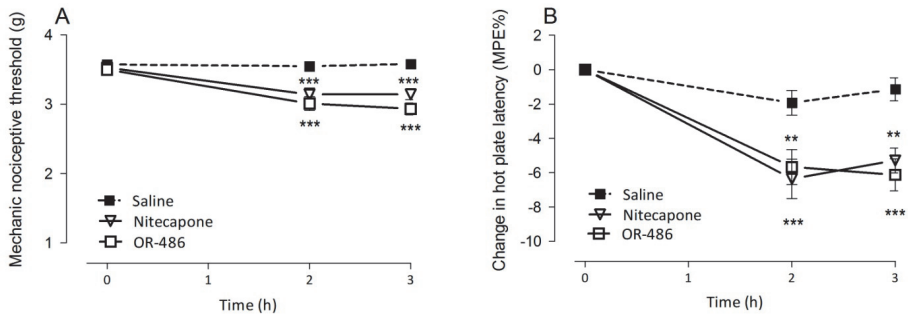 A
Mechanic nociceptive threshold (g)
4
3
2
1
***
***
***
***
Saline
Nitecapone
OR-486
0
1
2
3
Time (h)
B
Change in hot plate latency (MPE%)
0
-2
-4
-6
-8
-10
**
**
***
***
Saline
Nitecapone
OR-486
0
1
2
3
Time (h)